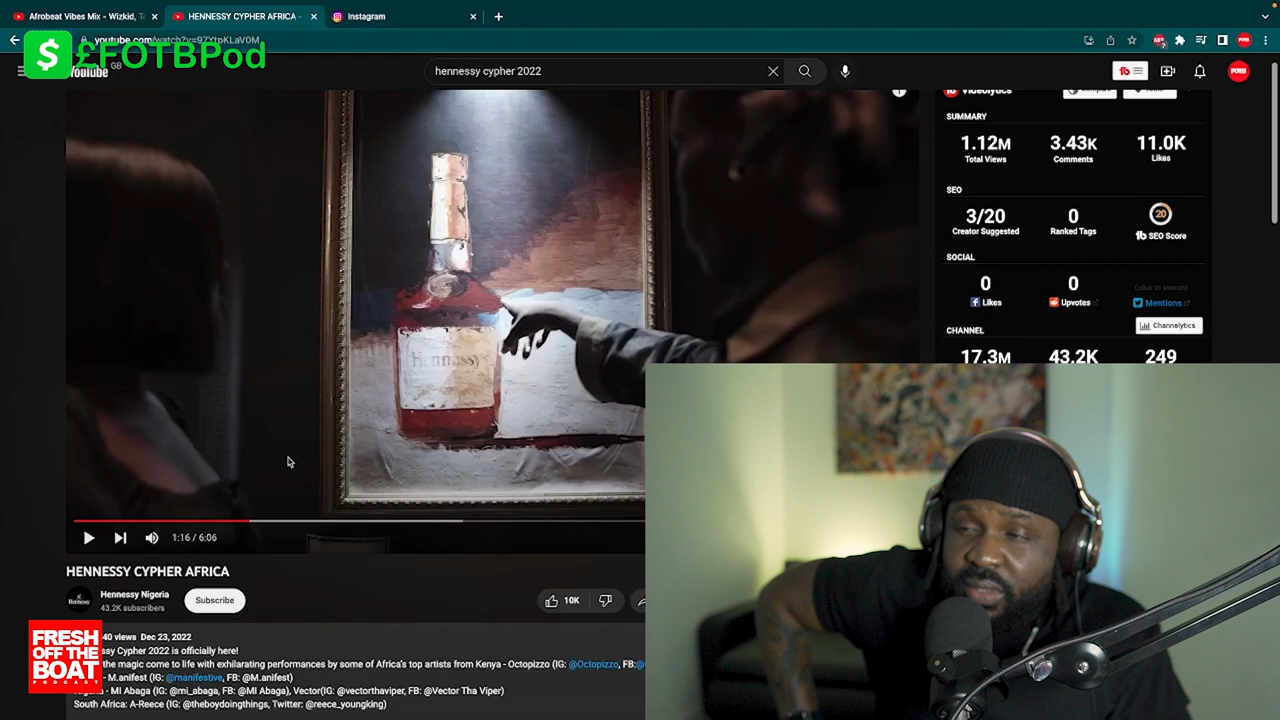 Afrobeat Vibes Mix - Wizkid, T
HENNESSY CYPHER AFRICA -
Instagram
youtube.com/watch?v=97YtpKLaV0M
$ £FOTBPod
YouTube GB
hennessy cypher 2022
FOTB
SUMMARY
1.12M 3.43K 11.0K
Total Views Comments Likes
SEO
3/20 0 20
Creator Suggested Ranked Tags SEO Score
SOCIAL
0 0 (click to search)
Likes Upvotes Mentions
Channelytics
CHANNEL
17.3M 43.2K 249
Hennessy
1:16 / 6:06
HENNESSY CYPHER AFRICA
Hennessy Nigeria
43.2K subscribers
Subscribe
10K
40 views Dec 23, 2022
ssy Cypher 2022 is officially here!
the magic come to life with exhilarating performances by some of Africa's top artists from Kenya - Octopizzo (IG: @Octopizzo, FB:
M.anifest (IG: @manifestive, FB: @M.anifest)
- MI Abaga (IG: @mi_abaga, FB: @MI Abaga), Vector(IG: @vectorthaviper, FB: @Vector Tha Viper)
South Africa: A-Reece (IG: @theboydoingthings, Twitter: @reece_youngking)
FRESH
OFF THE
BOAT
PODCAST